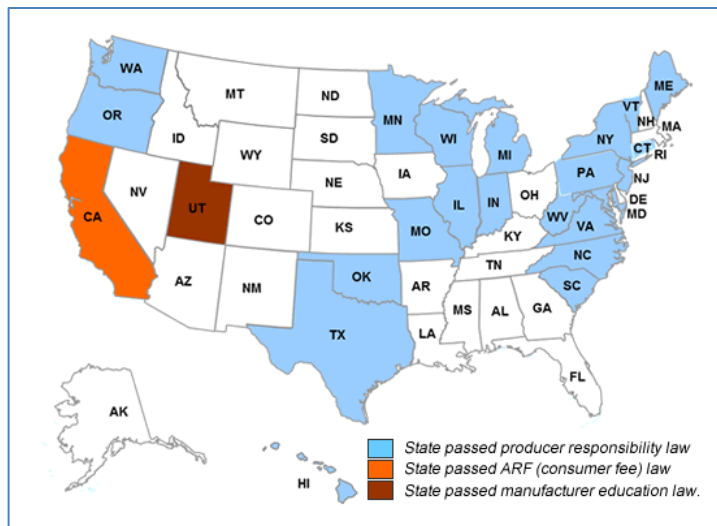 WA
MT
ND
MN
ME
VT
NH
MA
OR
ID
SD
WI
NY
CT
RI
WY
MI
PA
NJ
IA
NE
OH
DE
MD
NV
UT
IL
IN
WV
VA
CA
CO
KS
MO
KY
NC
TN
OK
AR
SC
AZ
NM
MS
AL
GA
LA
TX
FL
AK
HI
State passed producer responsibility law
State passed ARF (consumer fee) law
State passed manufacturer education law.